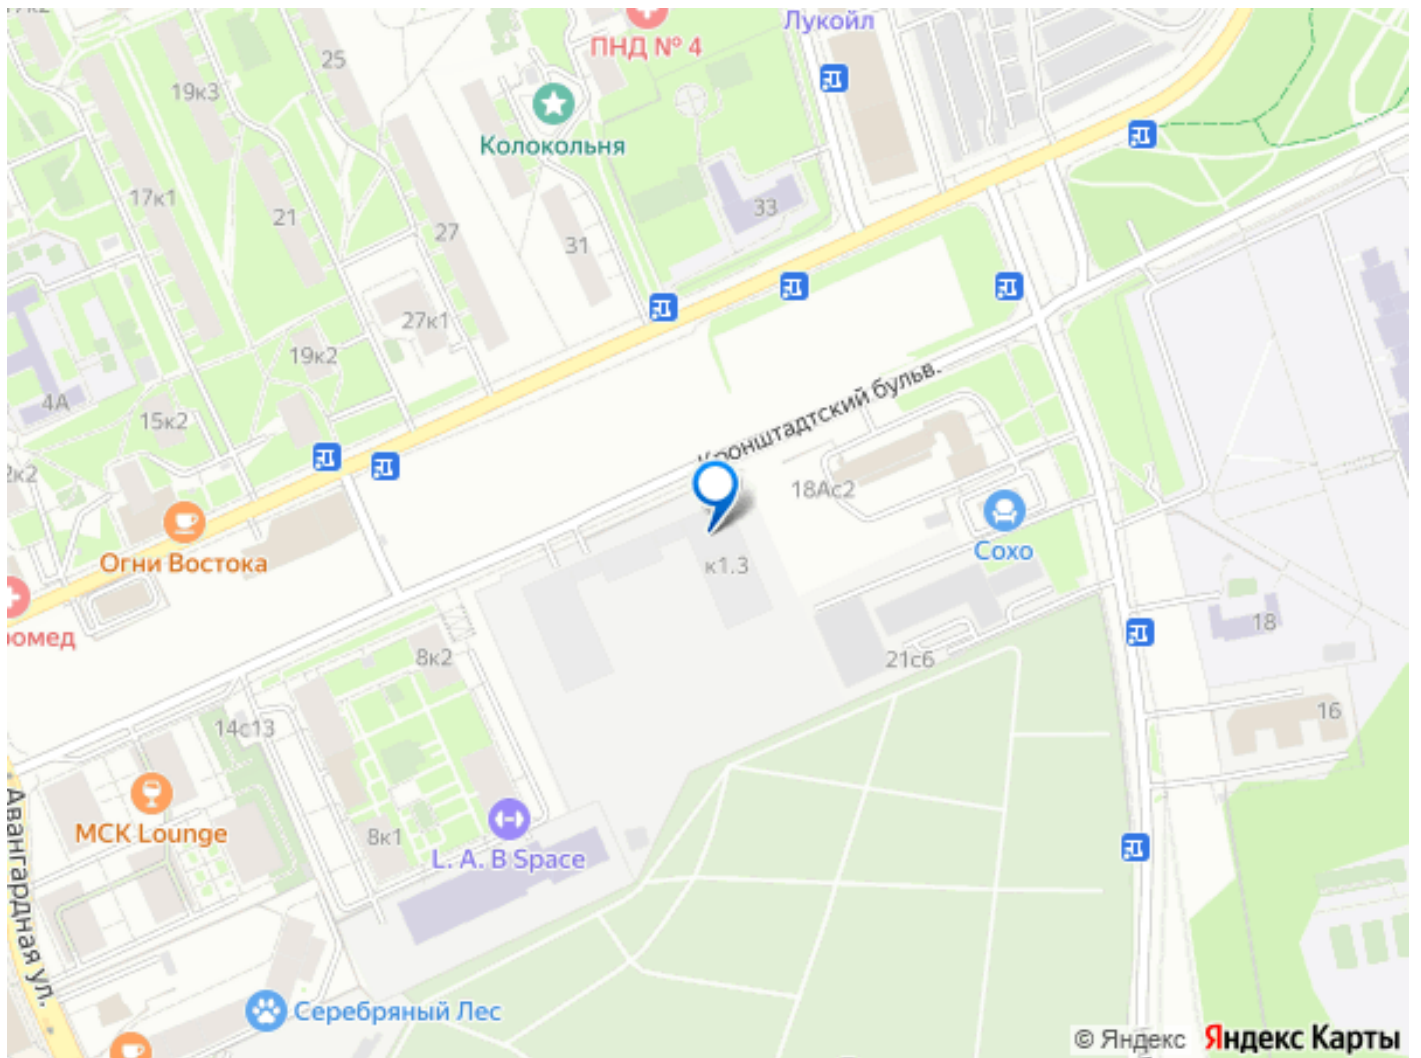 Лукойл
ПНД № 4
25
19к3
Колокольня
17к1
21
33
27
31
27к1
19к2
4А
15к2
Кронштадтский бульв.
18Ас2
Огни Востока
Сохо
к1.3
18
8к2
21с6
16
14с13
MCK Lounge
8к1
L. A. B Space
Авангардная ул.
Серебряный Лес
© Яндекс Яндекс Карты